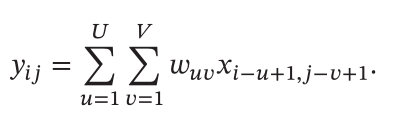 $y_{ij} = \sum_{u=1}^{U} \sum_{v=1}^{V} w_{uv} x_{i-u+1,j-v+1}.$